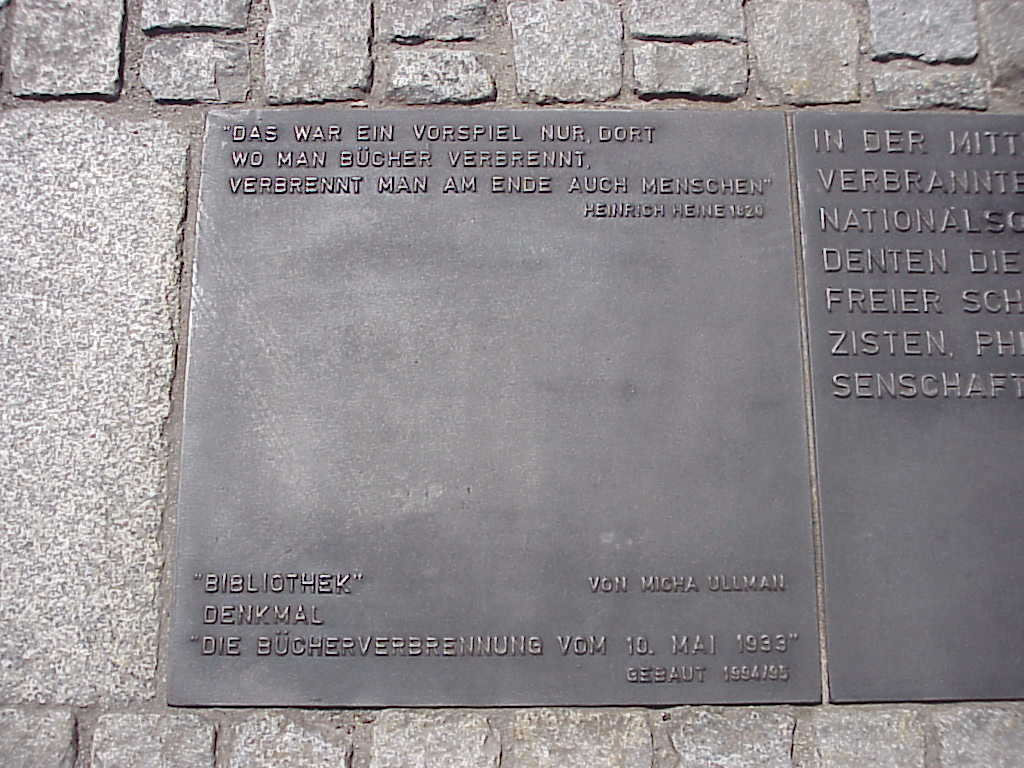 "DAS WAR EIN VORSPIEL NUR, DORT
WO MAN BÜCHER VERBRENNT,
VERBRENNT MAN AM ENDE AUCH MENSCHEN"
HEINRICH HEINE 1820
"BIBLIOTHEK" VON MICHA ULLMAN
DENKMAL
"DIE BÜCHERVERBRENNUNG VOM 10. MAI 1933"
GEBAUT 1994/95
IN DER MITT
VERBRANNTE
NATIONALSO
DENTEN DIE
FREIER SCH
ZISTEN, PHI
SENSCHAFT